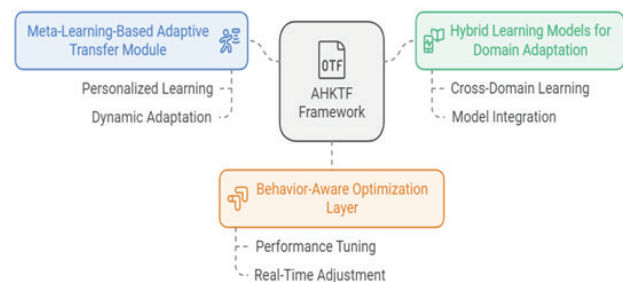 Meta-Learning-Based Adaptive
Transfer Module
Personalized Learning
Dynamic Adaptation
OTF
AHKTF
Framework
Hybrid Learning Models for
Domain Adaptation
Cross-Domain Learning
Model Integration
Behavior-Aware Optimization
Layer
Performance Tuning
Real-Time Adjustment